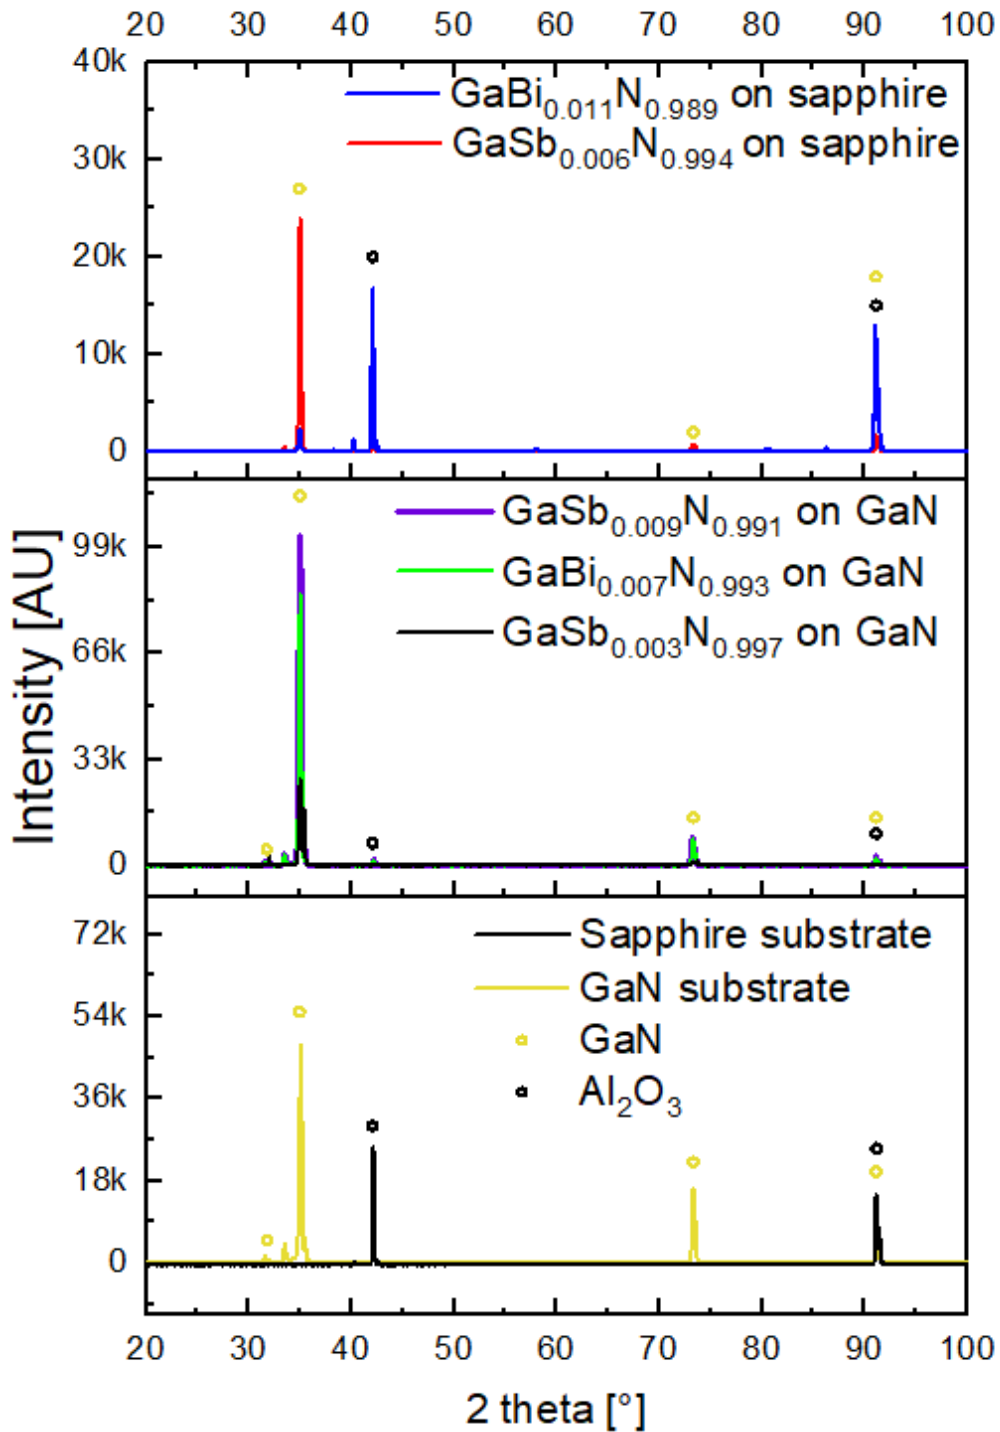 20 30 40 50 60 70 80 90 100
40k
GaBi0.011N0.989 on sapphire
GaSb0.006N0.994 on sapphire
30k
20k
10k
0
GaSb0.009N0.991 on GaN
99k
GaBi0.007N0.993 on GaN
GaSb0.003N0.997 on GaN
66k
33k
0
Intensity [AU]
72k
Sapphire substrate
GaN substrate
54k
GaN
36k
Al2O3
18k
0
20 30 40 50 60 70 80 90 100
2 theta [°]